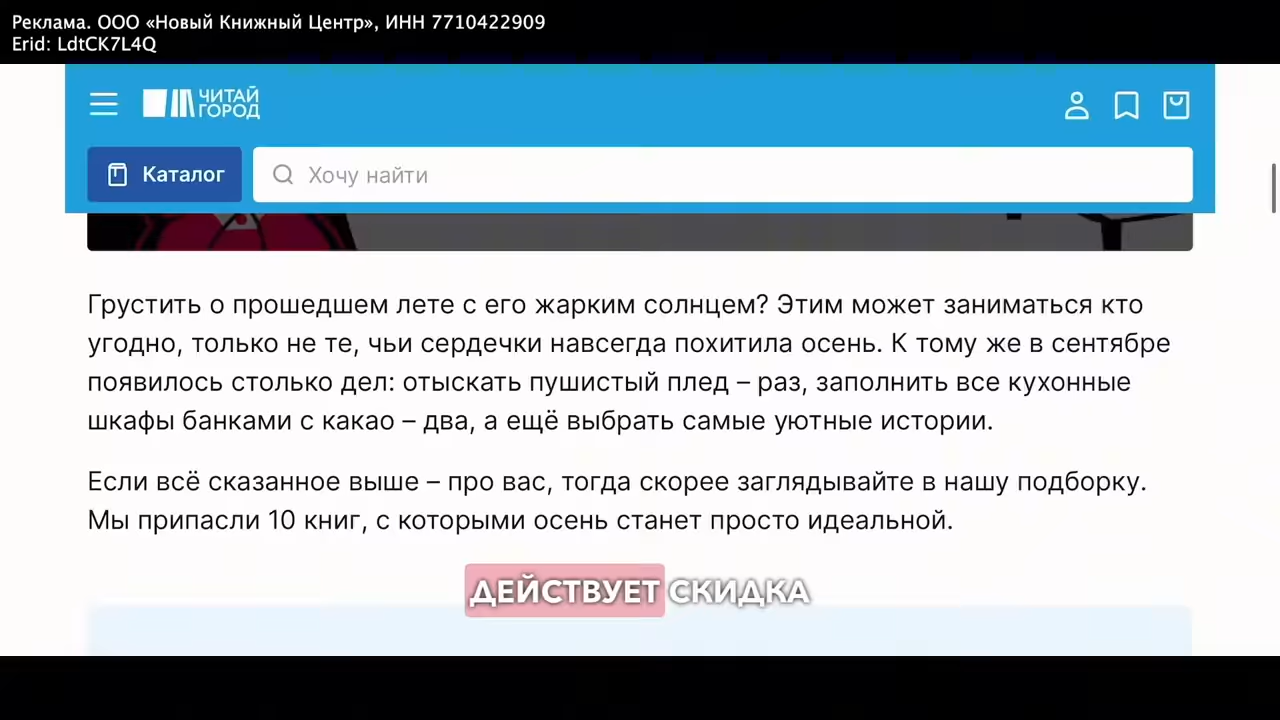 Реклама. ООО «Новый Книжный Центр», ИНН 7710422909
Erid: LdtCK7L4Q
ЧИТАЙ
ГОРОД
Каталог
Хочу найти
Грустить о прошедшем лете с его жарким солнцем? Этим может заниматься кто
угодно, только не те, чьи сердечки навсегда похитила осень. К тому же в сентябре
появилось столько дел: отыскать пушистый плед – раз, заполнить все кухонные
шкафы банками с какао – два, а ещё выбрать самые уютные истории.
Если всё сказанное выше – про вас, тогда скорее заглядывайте в нашу подборку.
Мы припасли 10 книг, с которыми осень станет просто идеальной.
ДЕЙСТВУЕТ СКИДКА